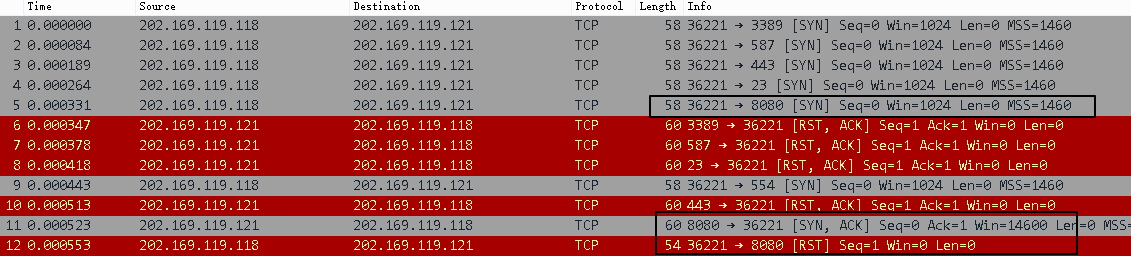 Time Source Destination Protocol Length Info
1 0.000000 202.169.119.118 202.169.119.121 TCP 58 36221 → 3389 [SYN] Seq=0 Win=1024 Len=0 MSS=1460
2 0.000084 202.169.119.118 202.169.119.121 TCP 58 36221 → 587 [SYN] Seq=0 Win=1024 Len=0 MSS=1460
3 0.000189 202.169.119.118 202.169.119.121 TCP 58 36221 → 443 [SYN] Seq=0 Win=1024 Len=0 MSS=1460
4 0.000264 202.169.119.118 202.169.119.121 TCP 58 36221 → 23 [SYN] Seq=0 Win=1024 Len=0 MSS=1460
5 0.000331 202.169.119.118 202.169.119.121 TCP 58 36221 → 8080 [SYN] Seq=0 Win=1024 Len=0 MSS=1460
6 0.000347 202.169.119.121 202.169.119.118 TCP 60 3389 → 36221 [RST, ACK] Seq=1 Ack=1 Win=0 Len=0
7 0.000378 202.169.119.121 202.169.119.118 TCP 60 587 → 36221 [RST, ACK] Seq=1 Ack=1 Win=0 Len=0
8 0.000418 202.169.119.121 202.169.119.118 TCP 60 23 → 36221 [RST, ACK] Seq=1 Ack=1 Win=0 Len=0
9 0.000443 202.169.119.118 202.169.119.121 TCP 58 36221 → 554 [SYN] Seq=0 Win=1024 Len=0 MSS=1460
10 0.000513 202.169.119.121 202.169.119.118 TCP 60 443 → 36221 [RST, ACK] Seq=1 Ack=1 Win=0 Len=0
11 0.000523 202.169.119.121 202.169.119.118 TCP 60 8080 → 36221 [SYN, ACK] Seq=0 Ack=1 Win=14600 Len=0 MSS=
12 0.000553 202.169.119.118 202.169.119.121 TCP 54 36221 → 8080 [RST] Seq=1 Win=0 Len=0